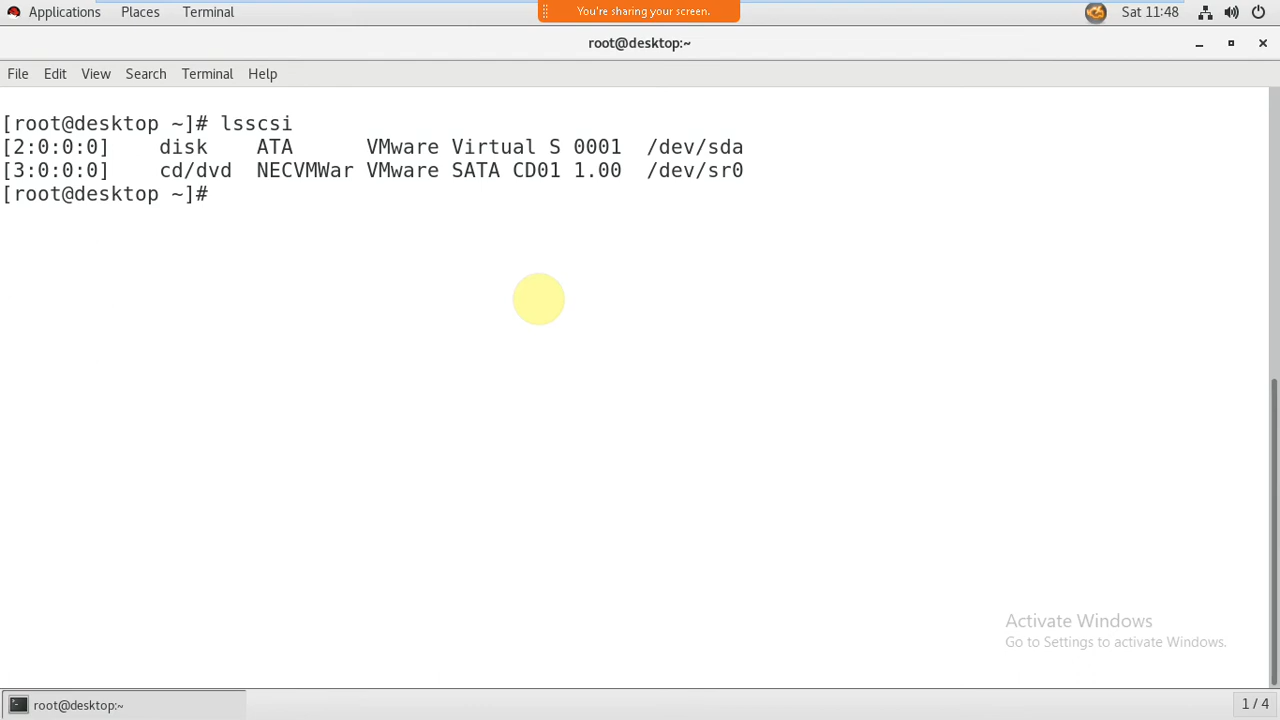 Applications Places Terminal
You're sharing your screen.
Sat 11:48
root@desktop:~
File Edit View Search Terminal Help
[root@desktop ~]# lsscsi
[2:0:0:0]    disk    ATA      VMware Virtual S 0001  /dev/sda
[3:0:0:0]    cd/dvd  NECVMWar VMware SATA CD01 1.00  /dev/sr0
[root@desktop ~]#
Activate Windows
Go to Settings to activate Windows.
root@desktop:~
1 / 4